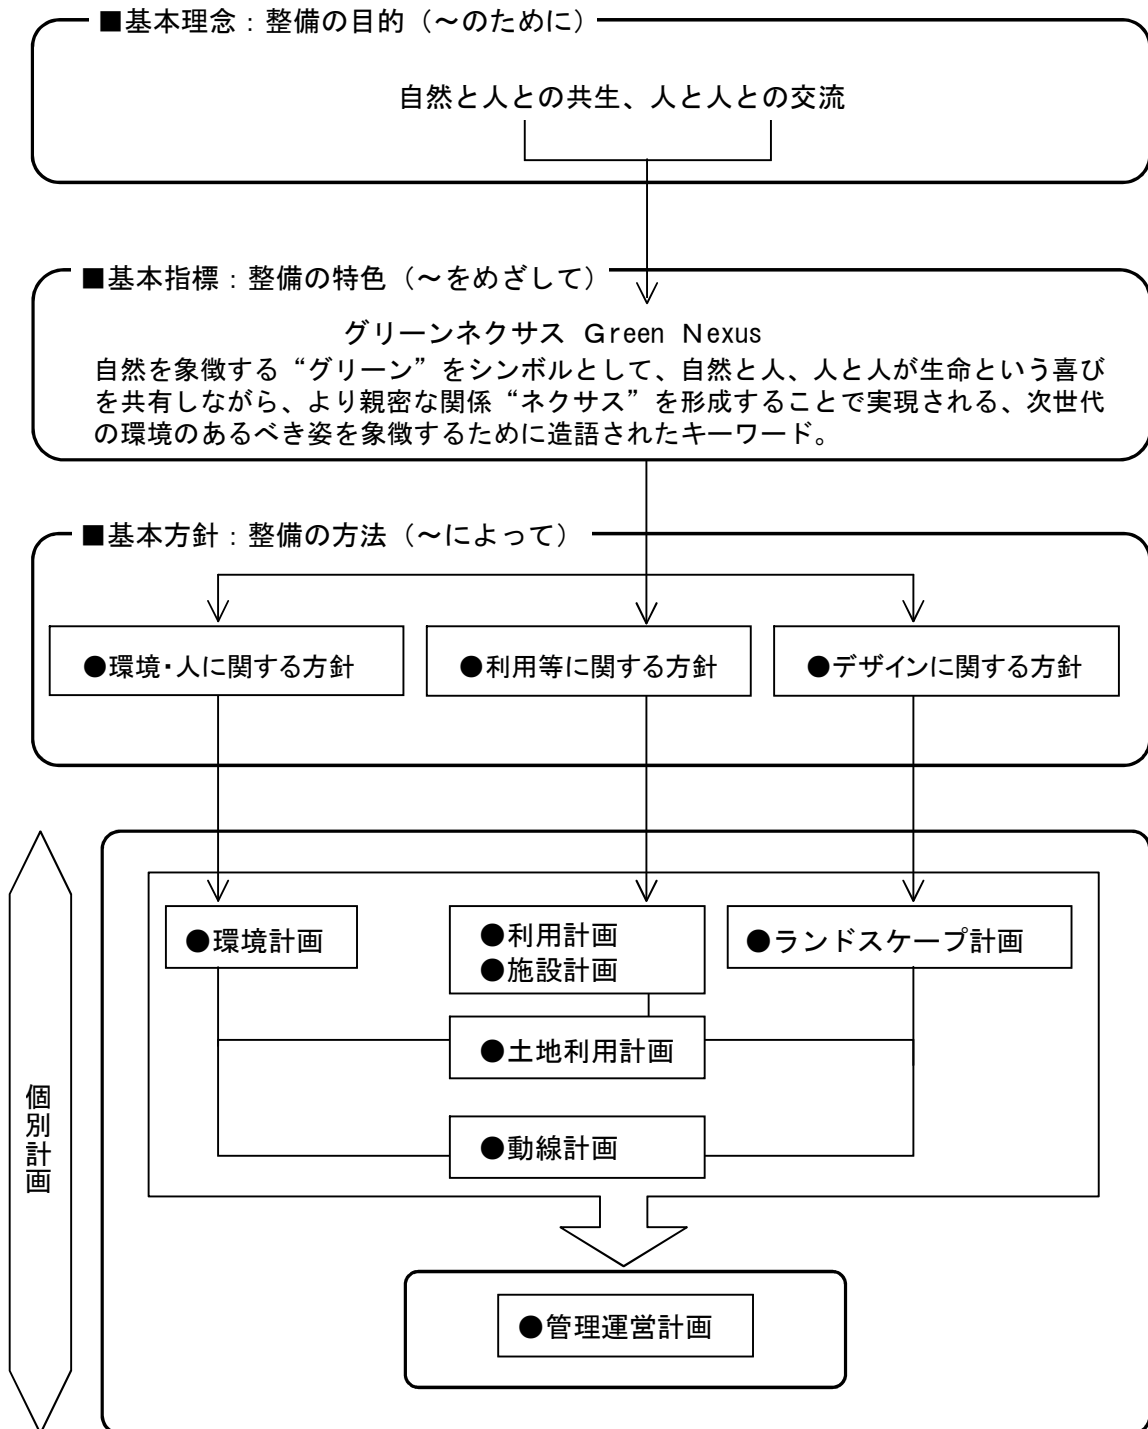 ■基本理念：整備の目的（～のために）
自然と人との共生、人と人との交流
■基本指標：整備の特色（～をめざして）
グリーンネクサス Green Nexus
自然を象徴する“グリーン”をシンボルとして、自然と人、人と人が生命という喜び
を共有しながら、より親密な関係“ネクサス”を形成することで実現される、次世代
の環境のあるべき姿を象徴するために造語されたキーワード。
■基本方針：整備の方法（～によって）
●環境・人に関する方針
●利用等に関する方針
●デザインに関する方針
個別計画
●環境計画
●利用計画
●施設計画
●ランドスケープ計画
●土地利用計画
●動線計画
●管理運営計画